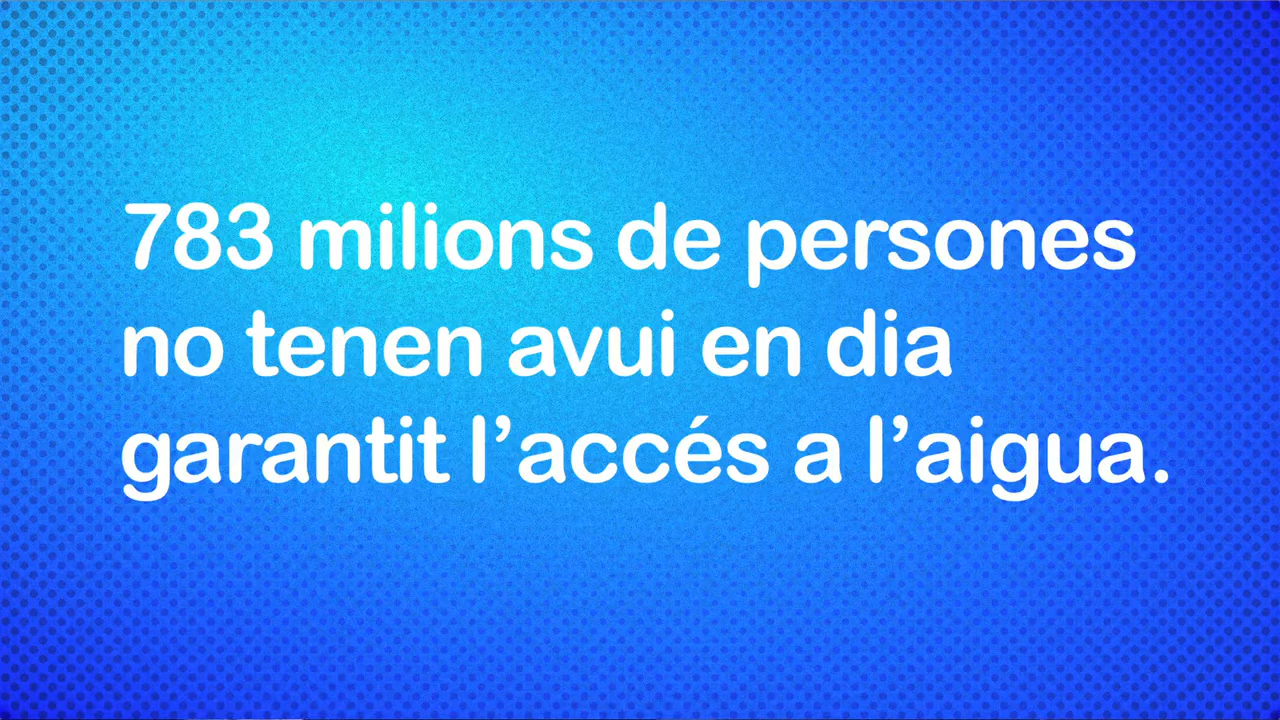 783 milions de persones
no tenen avui en dia
garantit l’accés a l’aigua.